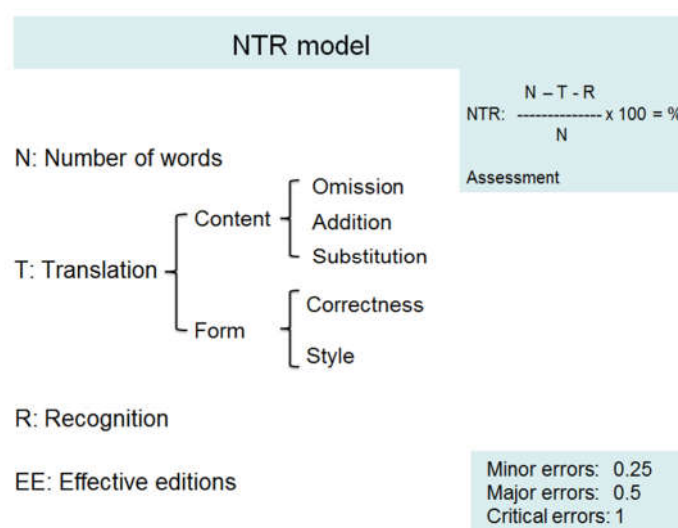 NTR model
N – T - R
NTR: -------------- x 100 = %
N
Assessment
N: Number of words
T: Translation
Content
Omission
Addition
Substitution
Form
Correctness
Style
R: Recognition
EE: Effective editions
Minor errors: 0.25
Major errors: 0.5
Critical errors: 1